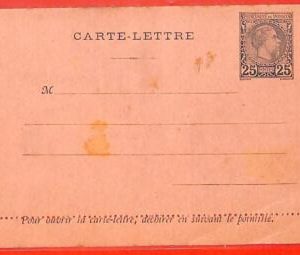 CARTE-LETTRE
25 25
M
Pour ouvrir la carte-lettre, déchirer en suivant le pointillé.